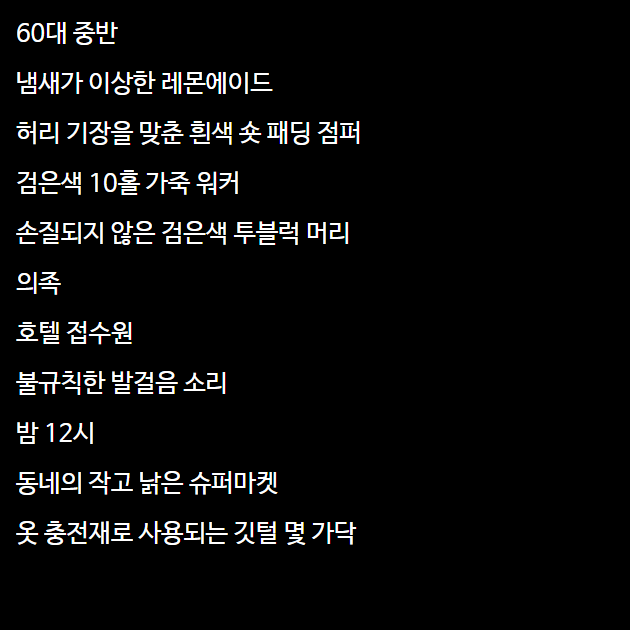 60대 중반
냄새가 이상한 레몬에이드
허리 기장을 맞춘 흰색 숏 패딩 점퍼
검은색 10홀 가죽 워커
손질되지 않은 검은색 투블럭 머리
의족
호텔 접수원
불규칙한 발걸음 소리
밤 12시
동네의 작고 낡은 슈퍼마켓
옷 충전재로 사용되는 깃털 몇 가닥